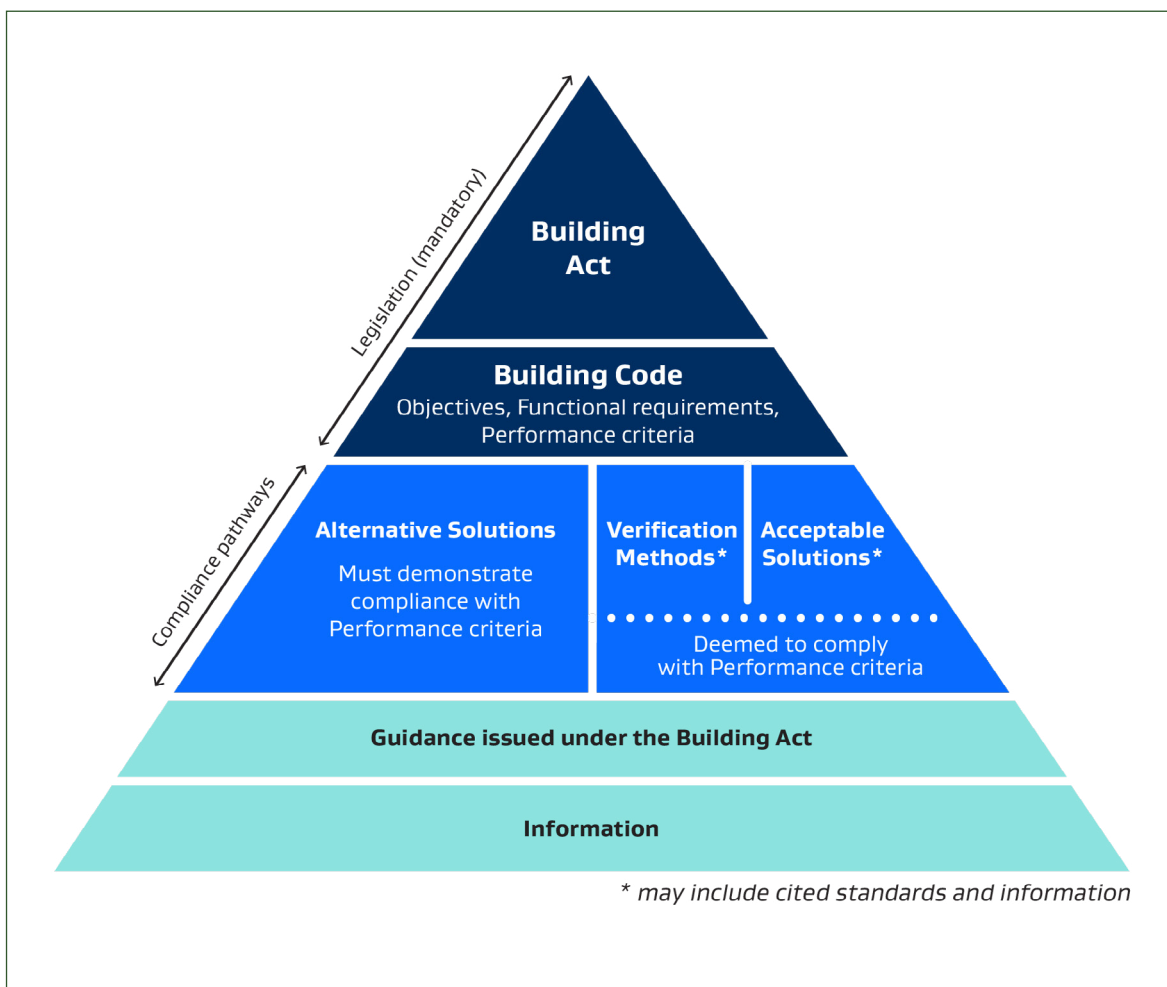 Legislation (mandatory)
Building
Act
Building Code
Objectives, Functional requirements,
Performance criteria
Compliance pathways
Alternative Solutions
Must demonstrate
compliance with
Performance criteria
Verification
Methods*
Acceptable
Solutions*
Deemed to comply
with Performance criteria
Guidance issued under the Building Act
Information
* may include cited standards and information